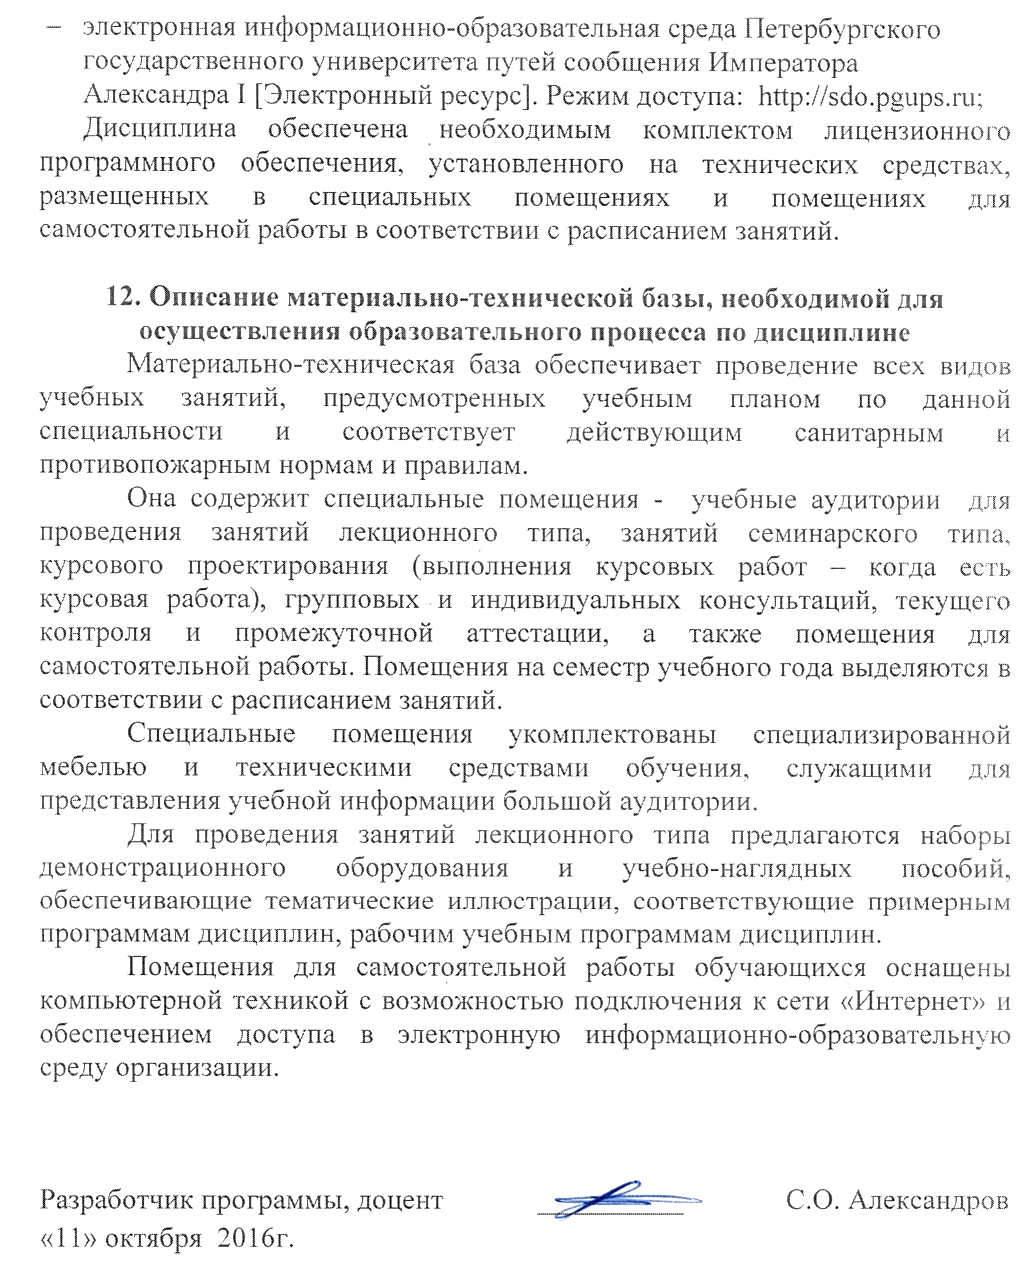 – электронная информационно-образовательная среда Петербургского
государственного университета путей сообщения Императора
Александра I [Электронный ресурс]. Режим доступа: http://sdo.pgups.ru;
Дисциплина обеспечена необходимым комплектом лицензионного
программного обеспечения, установленного на технических средствах,
размещенных в специальных помещениях и помещениях для
самостоятельной работы в соответствии с расписанием занятий.
12. Описание материально-технической базы, необходимой для
осуществления образовательного процесса по дисциплине
Материально-техническая база обеспечивает проведение всех видов
учебных занятий, предусмотренных учебным планом по данной
специальности и соответствует действующим санитарным и
противопожарным нормам и правилам.
Она содержит специальные помещения - учебные аудитории для
проведения занятий лекционного типа, занятий семинарского типа,
курсового проектирования (выполнения курсовых работ – когда есть
курсовая работа), групповых и индивидуальных консультаций, текущего
контроля и промежуточной аттестации, а также помещения для
самостоятельной работы. Помещения на семестр учебного года выделяются в
соответствии с расписанием занятий.
Специальные помещения укомплектованы специализированной
мебелью и техническими средствами обучения, служащими для
представления учебной информации большой аудитории.
Для проведения занятий лекционного типа предлагаются наборы
демонстрационного оборудования и учебно-наглядных пособий,
обеспечивающие тематические иллюстрации, соответствующие примерным
программам дисциплин, рабочим учебным программам дисциплин.
Помещения для самостоятельной работы обучающихся оснащены
компьютерной техникой с возможностью подключения к сети «Интернет» и
обеспечением доступа в электронную информационно-образовательную
среду организации.
Разработчик программы, доцент С.О. Александров
«11» октября 2016г.